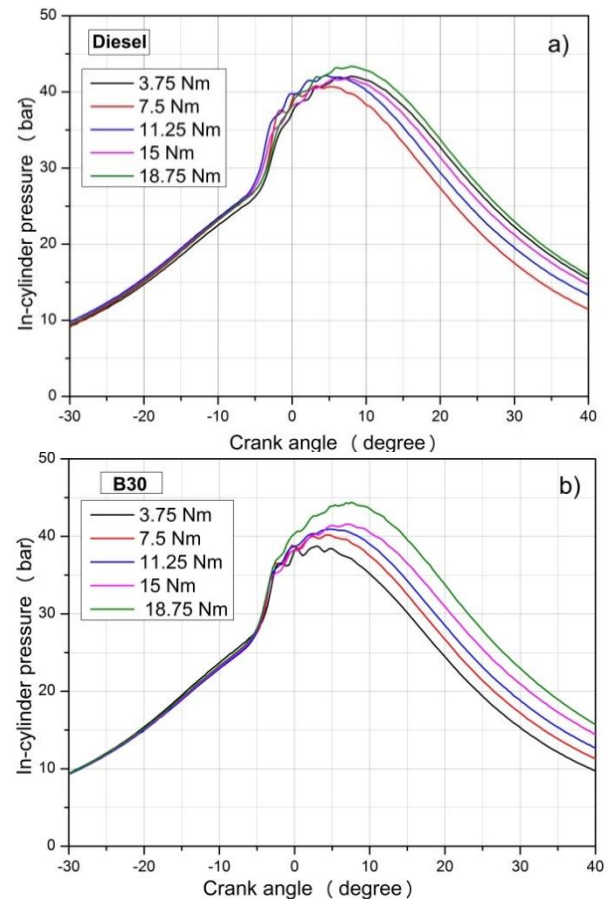 50
Diesel
a)
3.75 Nm
7.5 Nm
11.25 Nm
15 Nm
18.75 Nm
40
30
20
10
0
In-cylinder pressure ( bar)
-30
-20
-10
0
10
20
30
40
Crank angle ( degree)
50
B30
b)
3.75 Nm
7.5 Nm
11.25 Nm
15 Nm
18.75 Nm
40
30
20
10
0
In-cylinder pressure ( bar)
-30
-20
-10
0
10
20
30
40
Crank angle ( degree)